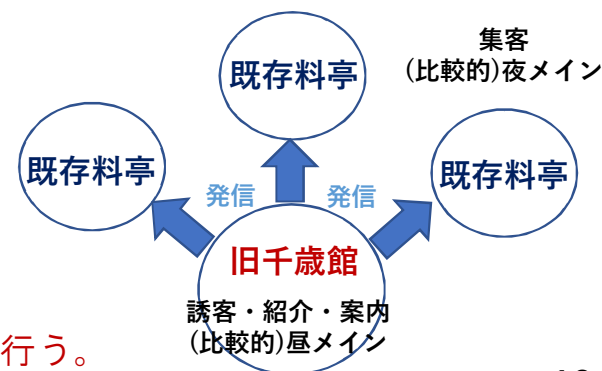 集客
(比較的)夜メイン
既存料亭
既存料亭
既存料亭
発信
発信
旧千歳館
誘客・紹介・案内
(比較的)昼メイン
行う。